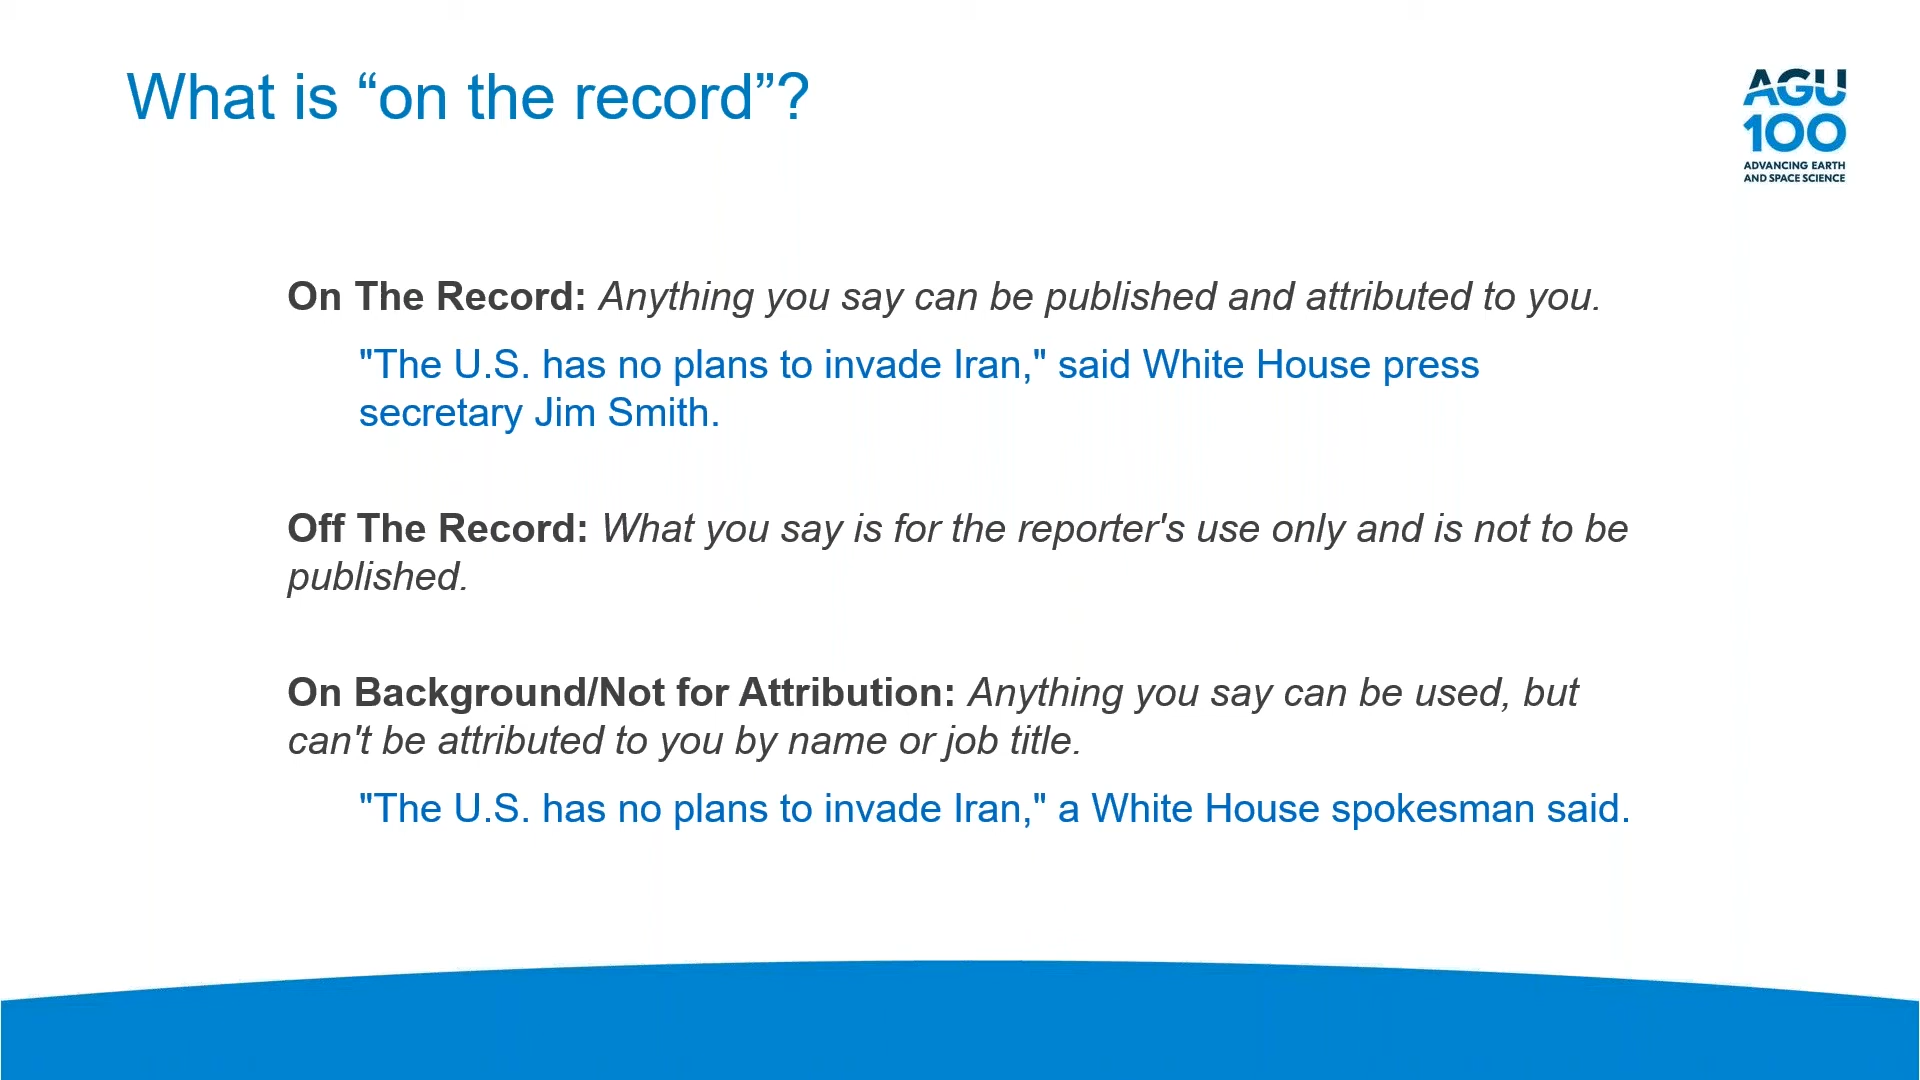 What is “on the record”?
AGU
100
ADVANCING EARTH
AND SPACE SCIENCE
On The Record: Anything you say can be published and attributed to you.
"The U.S. has no plans to invade Iran," said White House press
secretary Jim Smith.
Off The Record: What you say is for the reporter's use only and is not to be
published.
On Background/Not for Attribution: Anything you say can be used, but
can't be attributed to you by name or job title.
"The U.S. has no plans to invade Iran," a White House spokesman said.